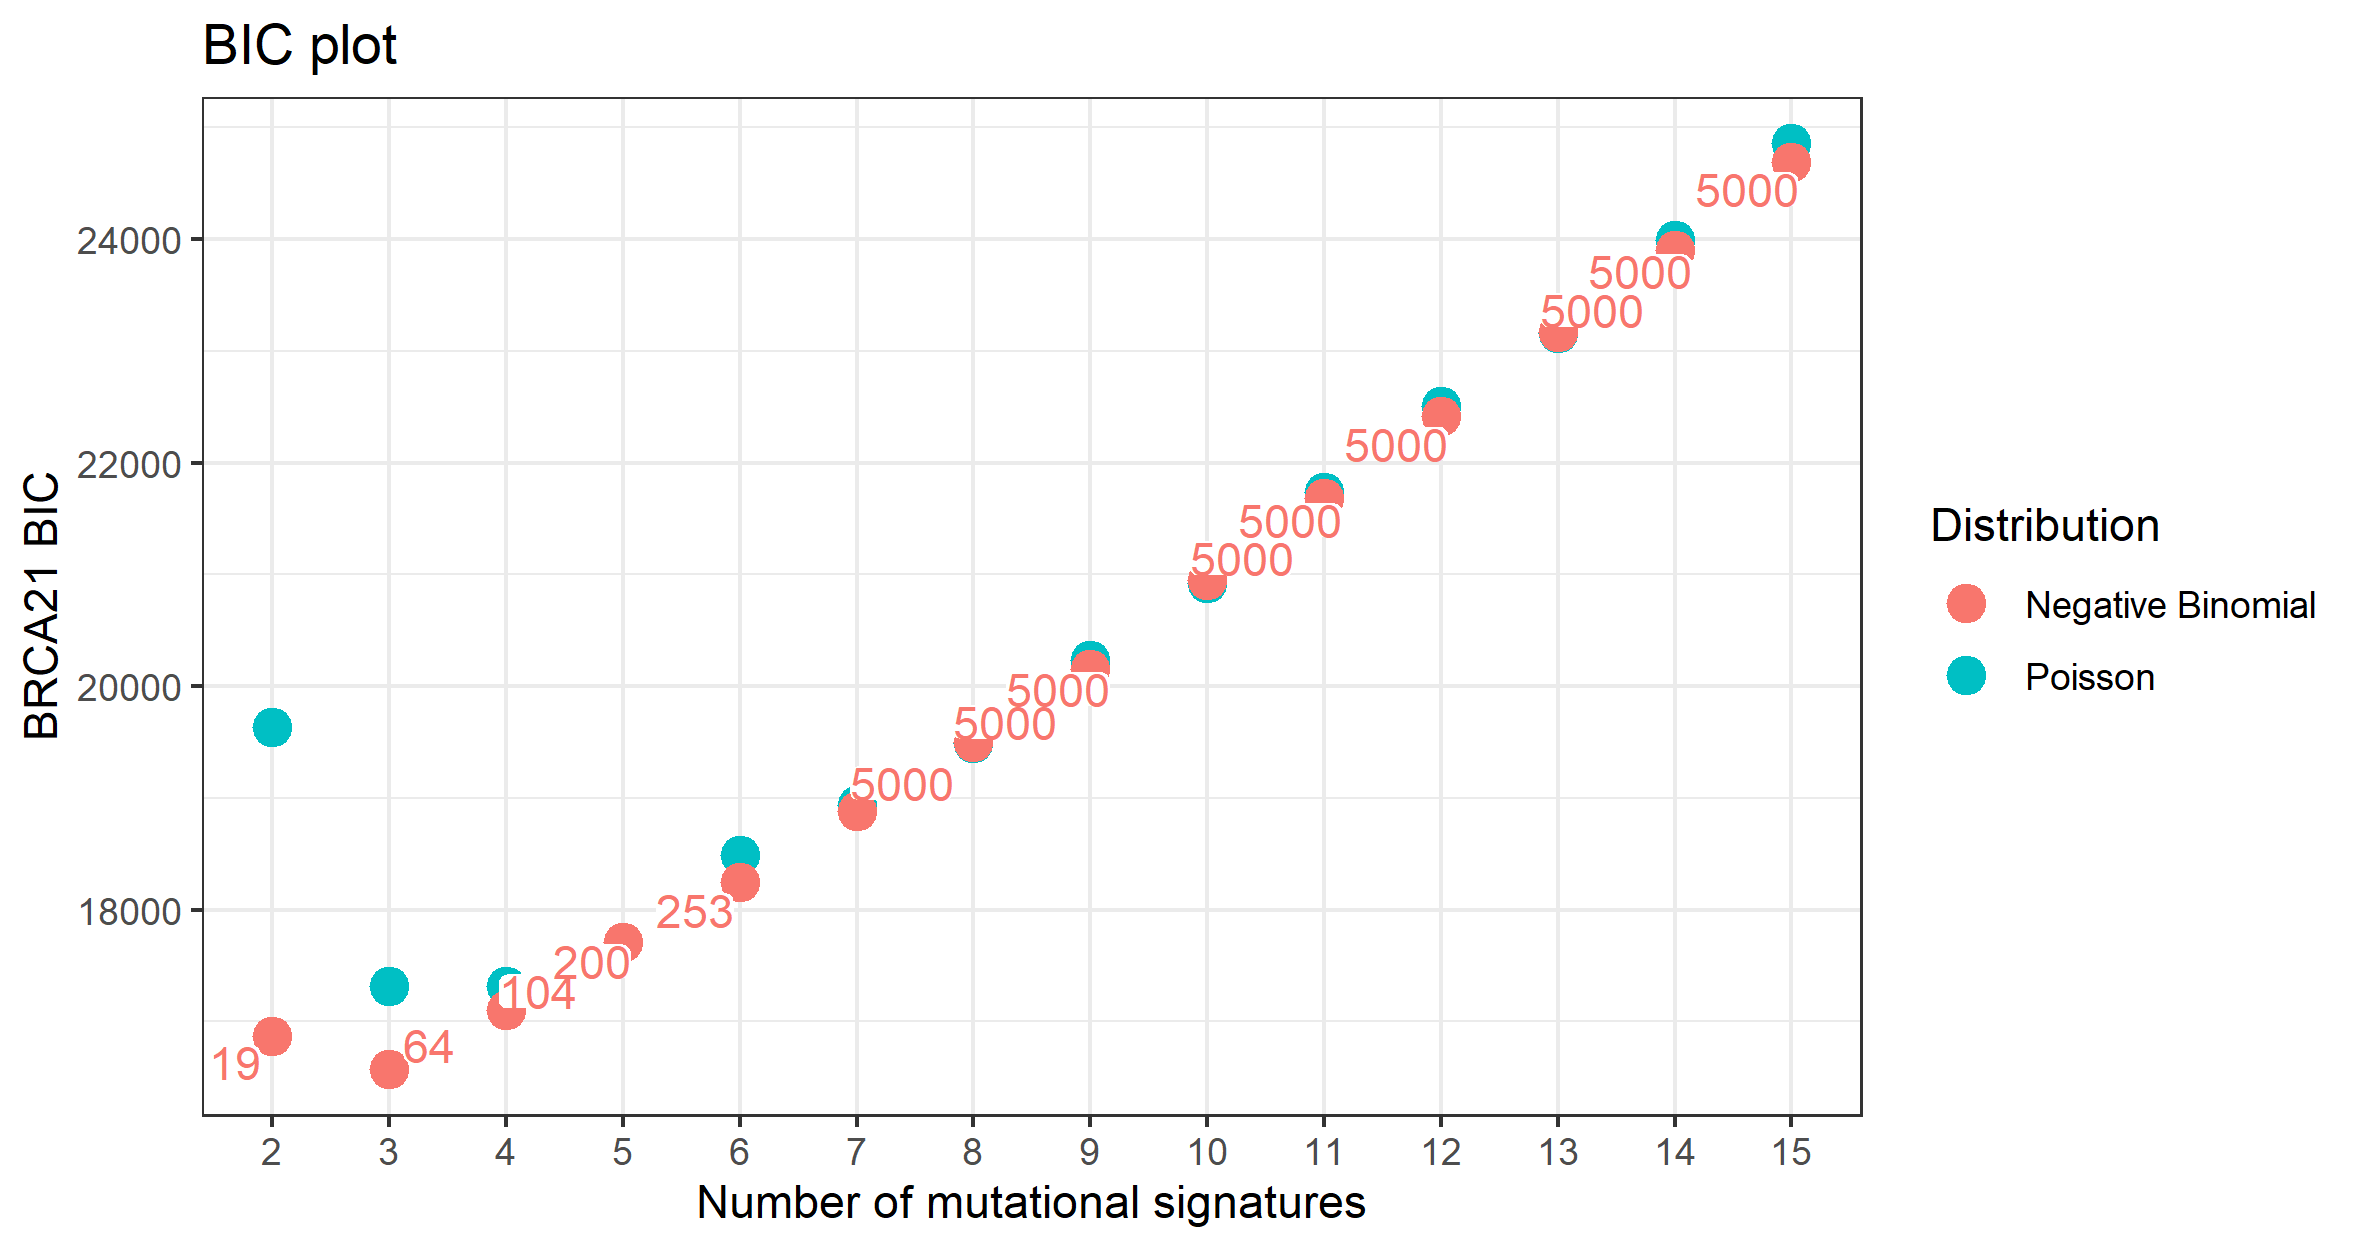 BIC plot
BRCA21 BIC
24000
22000
20000
18000
5000
5000
5000
5000
5000
5000
5000
5000
5000
253
200
104
64
19
2 3 4 5 6 7 8 9 10 11 12 13 14 15
Number of mutational signatures
Distribution
Negative Binomial
Poisson